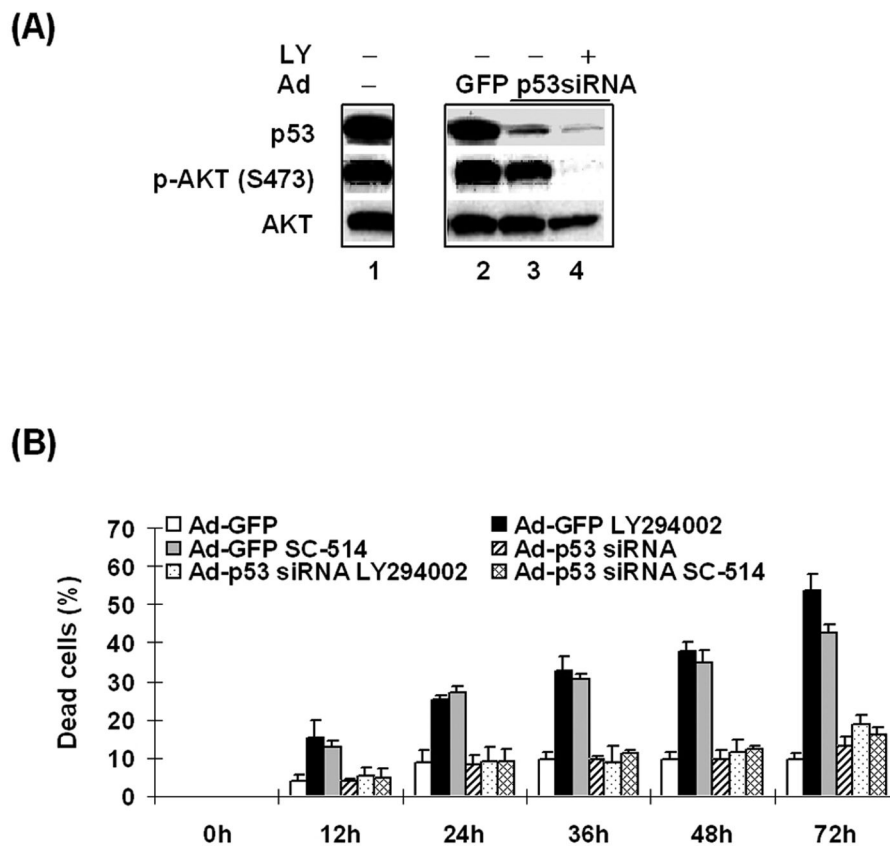 (A)
LY – – – +
Ad – GFP p53siRNA
p53
p-AKT (S473)
AKT
1 2 3 4
(B)
Ad-GFP Ad-GFP LY294002
Ad-GFP SC-514 Ad-p53 siRNA
Ad-p53 siRNA LY294002 Ad-p53 siRNA SC-514
Dead cells (%)
70
60
50
40
30
20
10
0
0h 12h 24h 36h 48h 72h